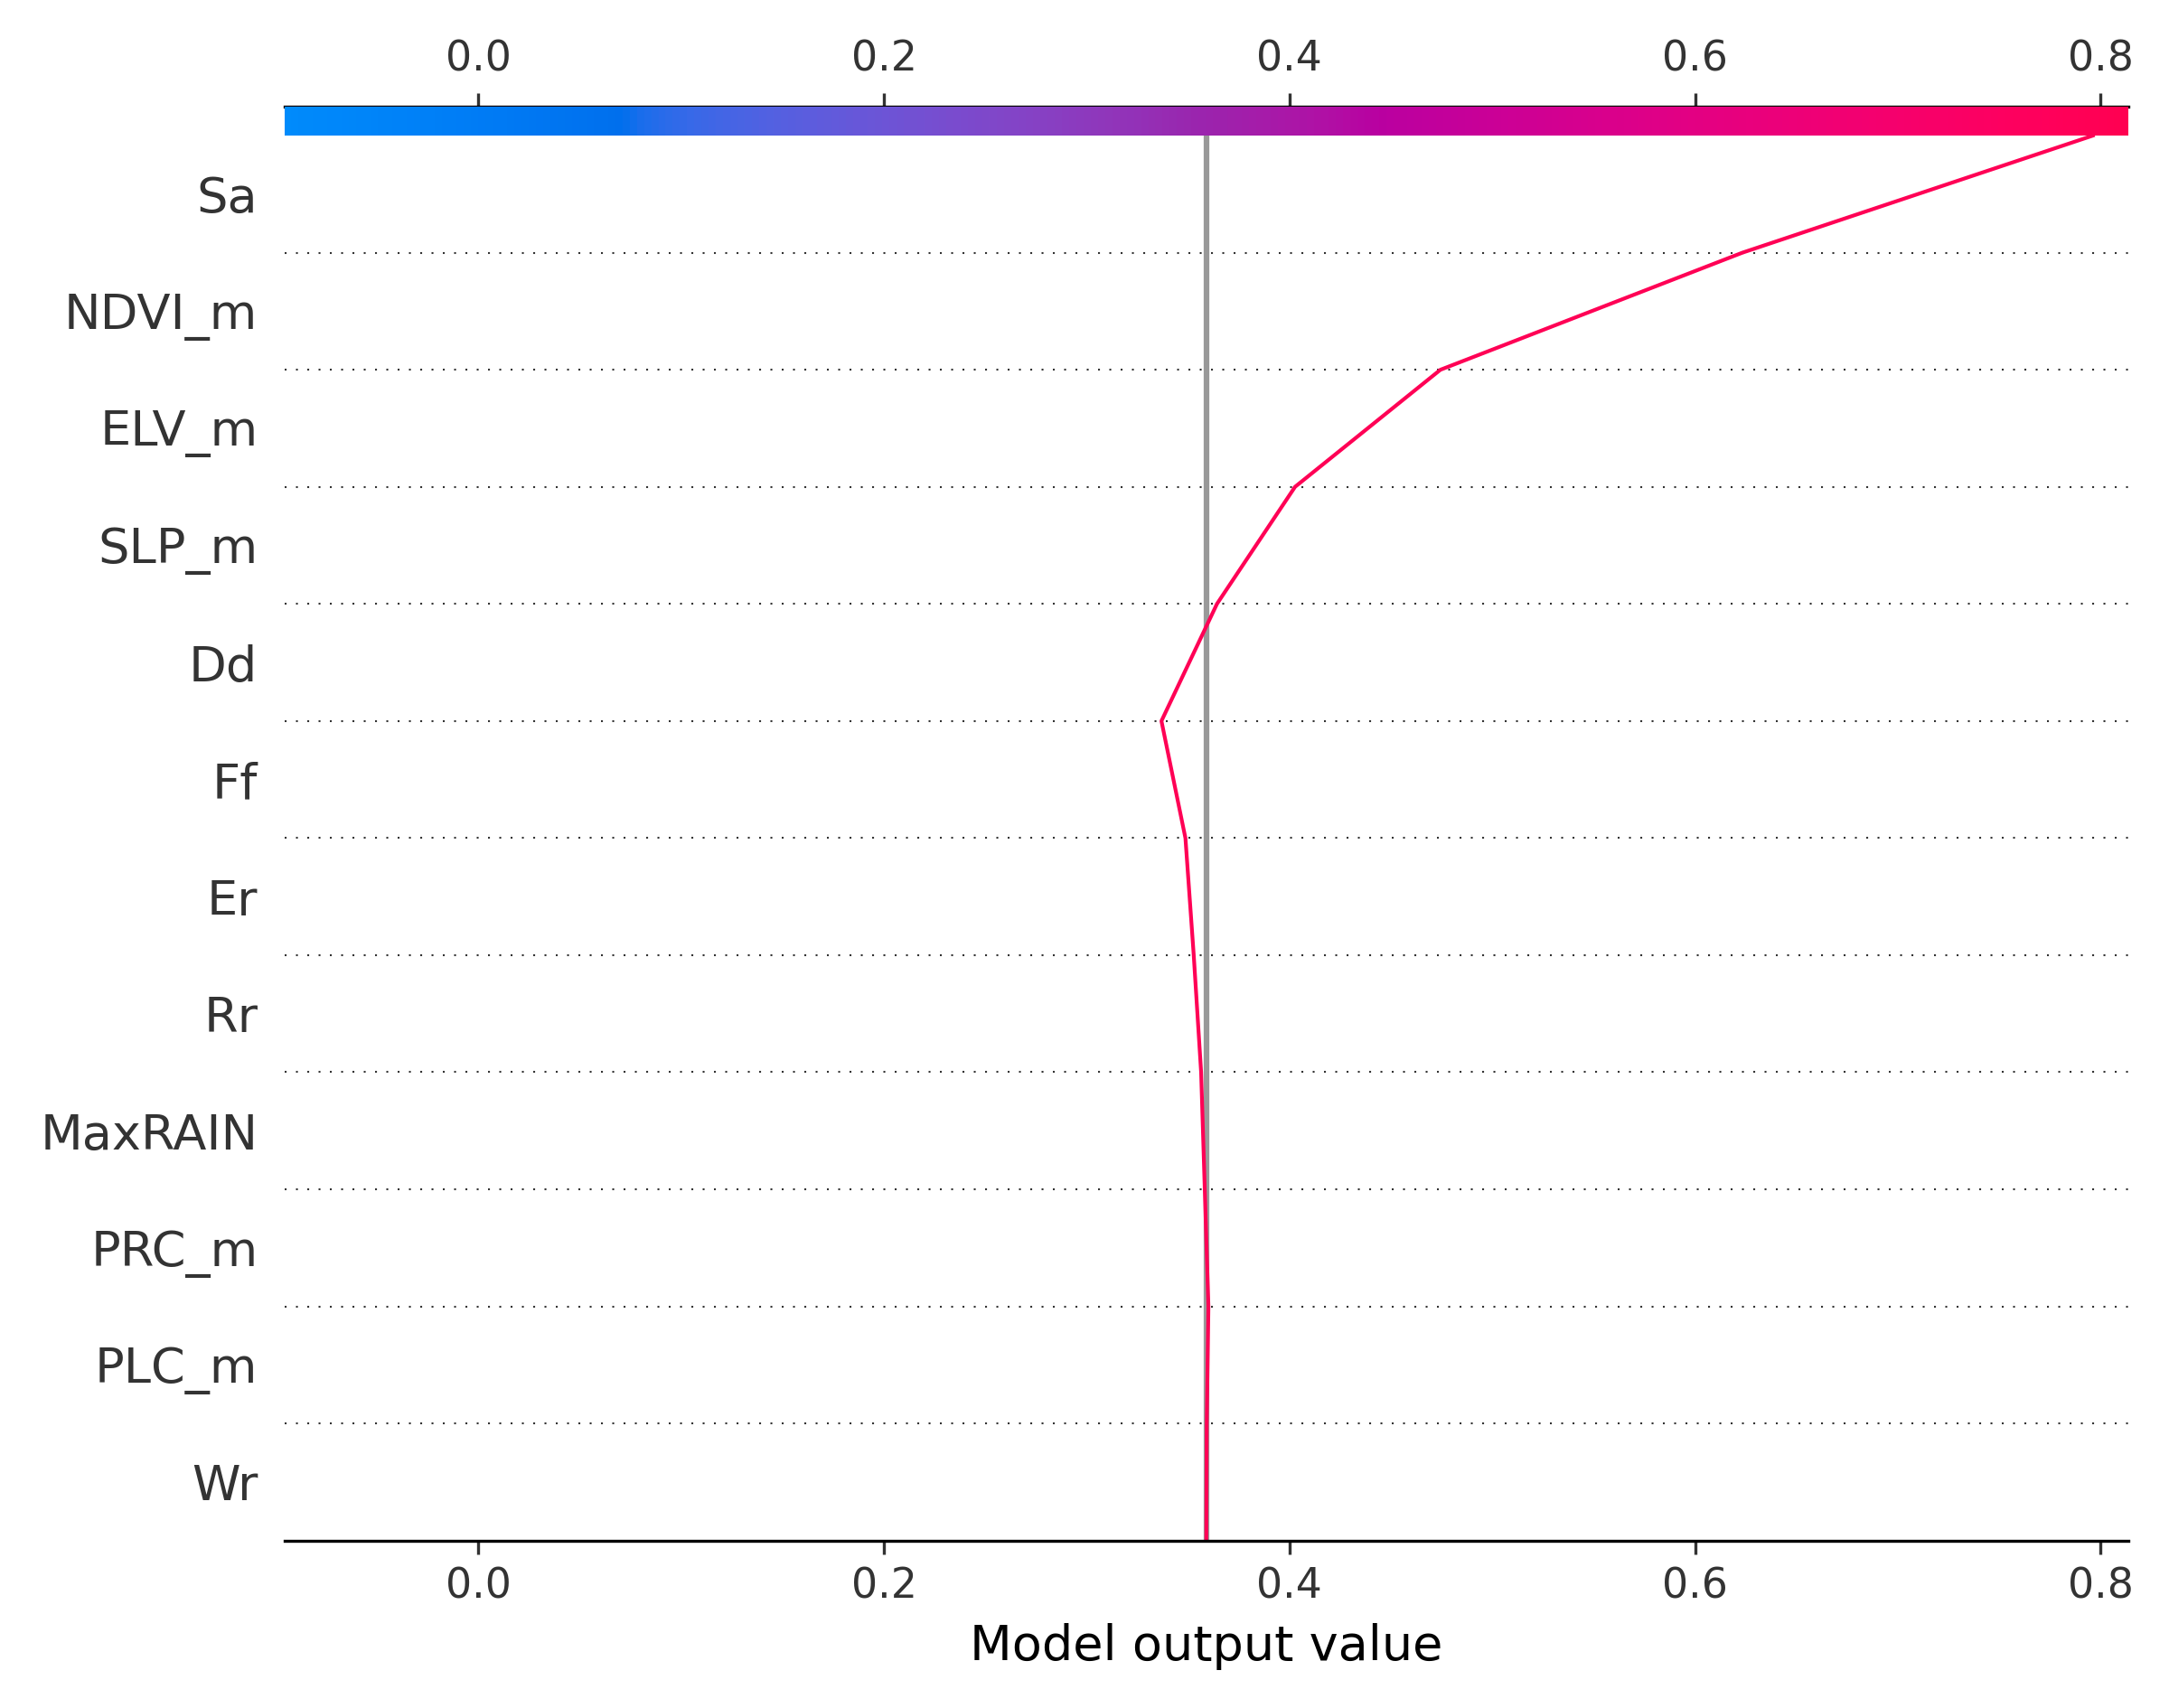 0.0 0.2 0.4 0.6 0.8
Sa
NDVI_m
ELV_m
SLP_m
Dd
Ff
Er
Rr
MaxRAIN
PRC_m
PLC_m
Wr
0.0 0.2 0.4 0.6 0.8
Model output value